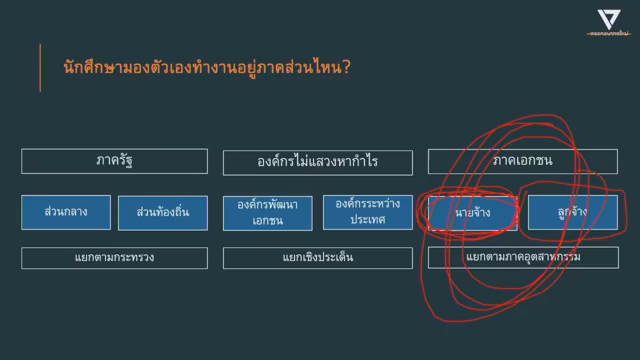 นักศึกษามองตัวเองทำงานอยู่ภาคส่วนไหน?
ภาครัฐ
องค์กรไม่แสวงหากำไร
ภาคเอกชน
ส่วนกลาง
ส่วนท้องถิ่น
องค์กรพัฒนา
เอกชน
องค์กรระหว่าง
ประเทศ
นายจ้าง
ลูกจ้าง
แยกตามกระทรวง
แยกเชิงประเด็น
แยกตามภาคอุตสาหกรรม